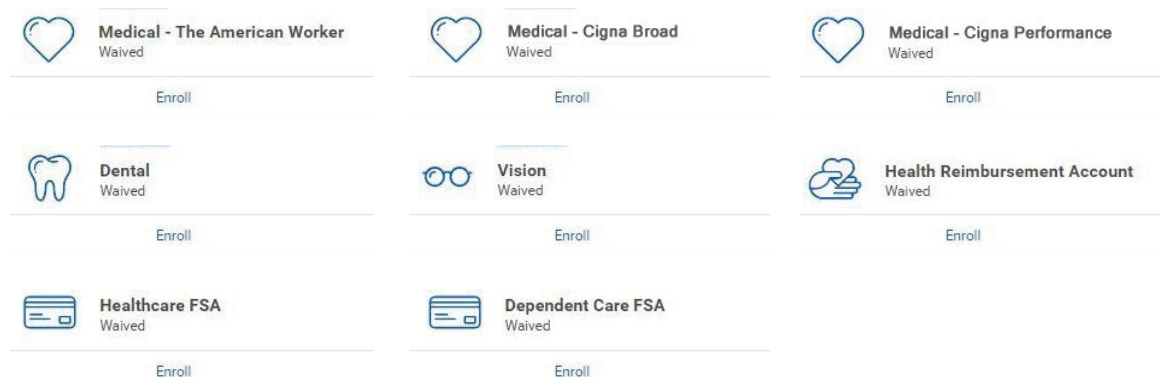 Medical - The American Worker
Waived
Enroll
Medical - Cigna Broad
Waived
Enroll
Medical - Cigna Performance
Waived
Enroll
Dental
Waived
Enroll
Vision
Waived
Enroll
Health Reimbursement Account
Waived
Enroll
Healthcare FSA
Waived
Enroll
Dependent Care FSA
Waived
Enroll